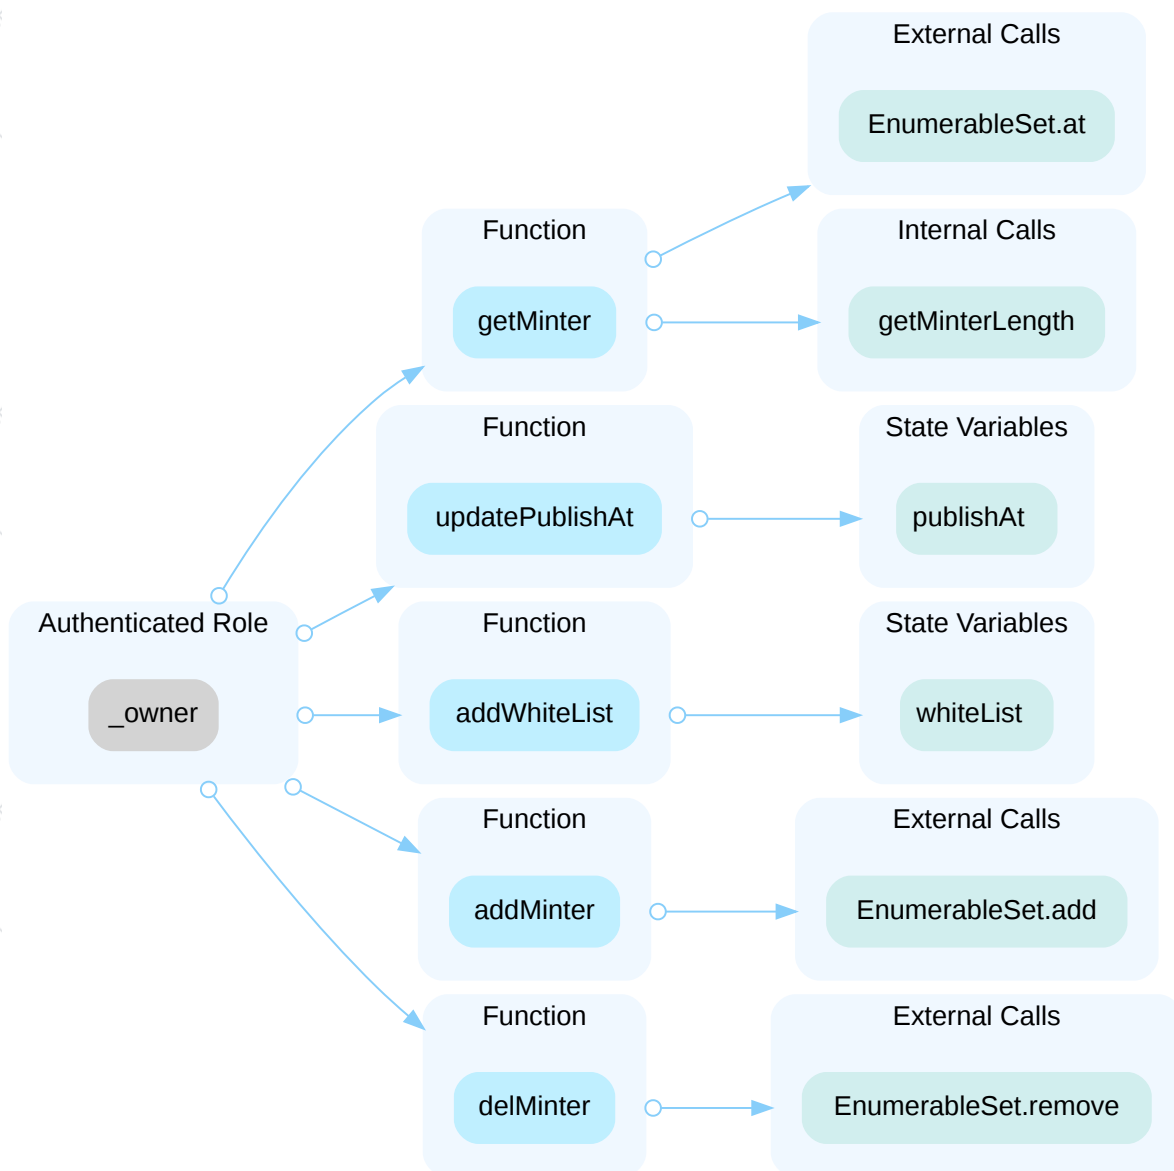 External Calls
EnumerableSet.at
Function
getMinter
Internal Calls
getMinterLength
Function
updatePublishAt
State Variables
publishAt
Authenticated Role
_owner
Function
addWhiteList
State Variables
whiteList
Function
addMinter
External Calls
EnumerableSet.add
Function
delMinter
External Calls
EnumerableSet.remove